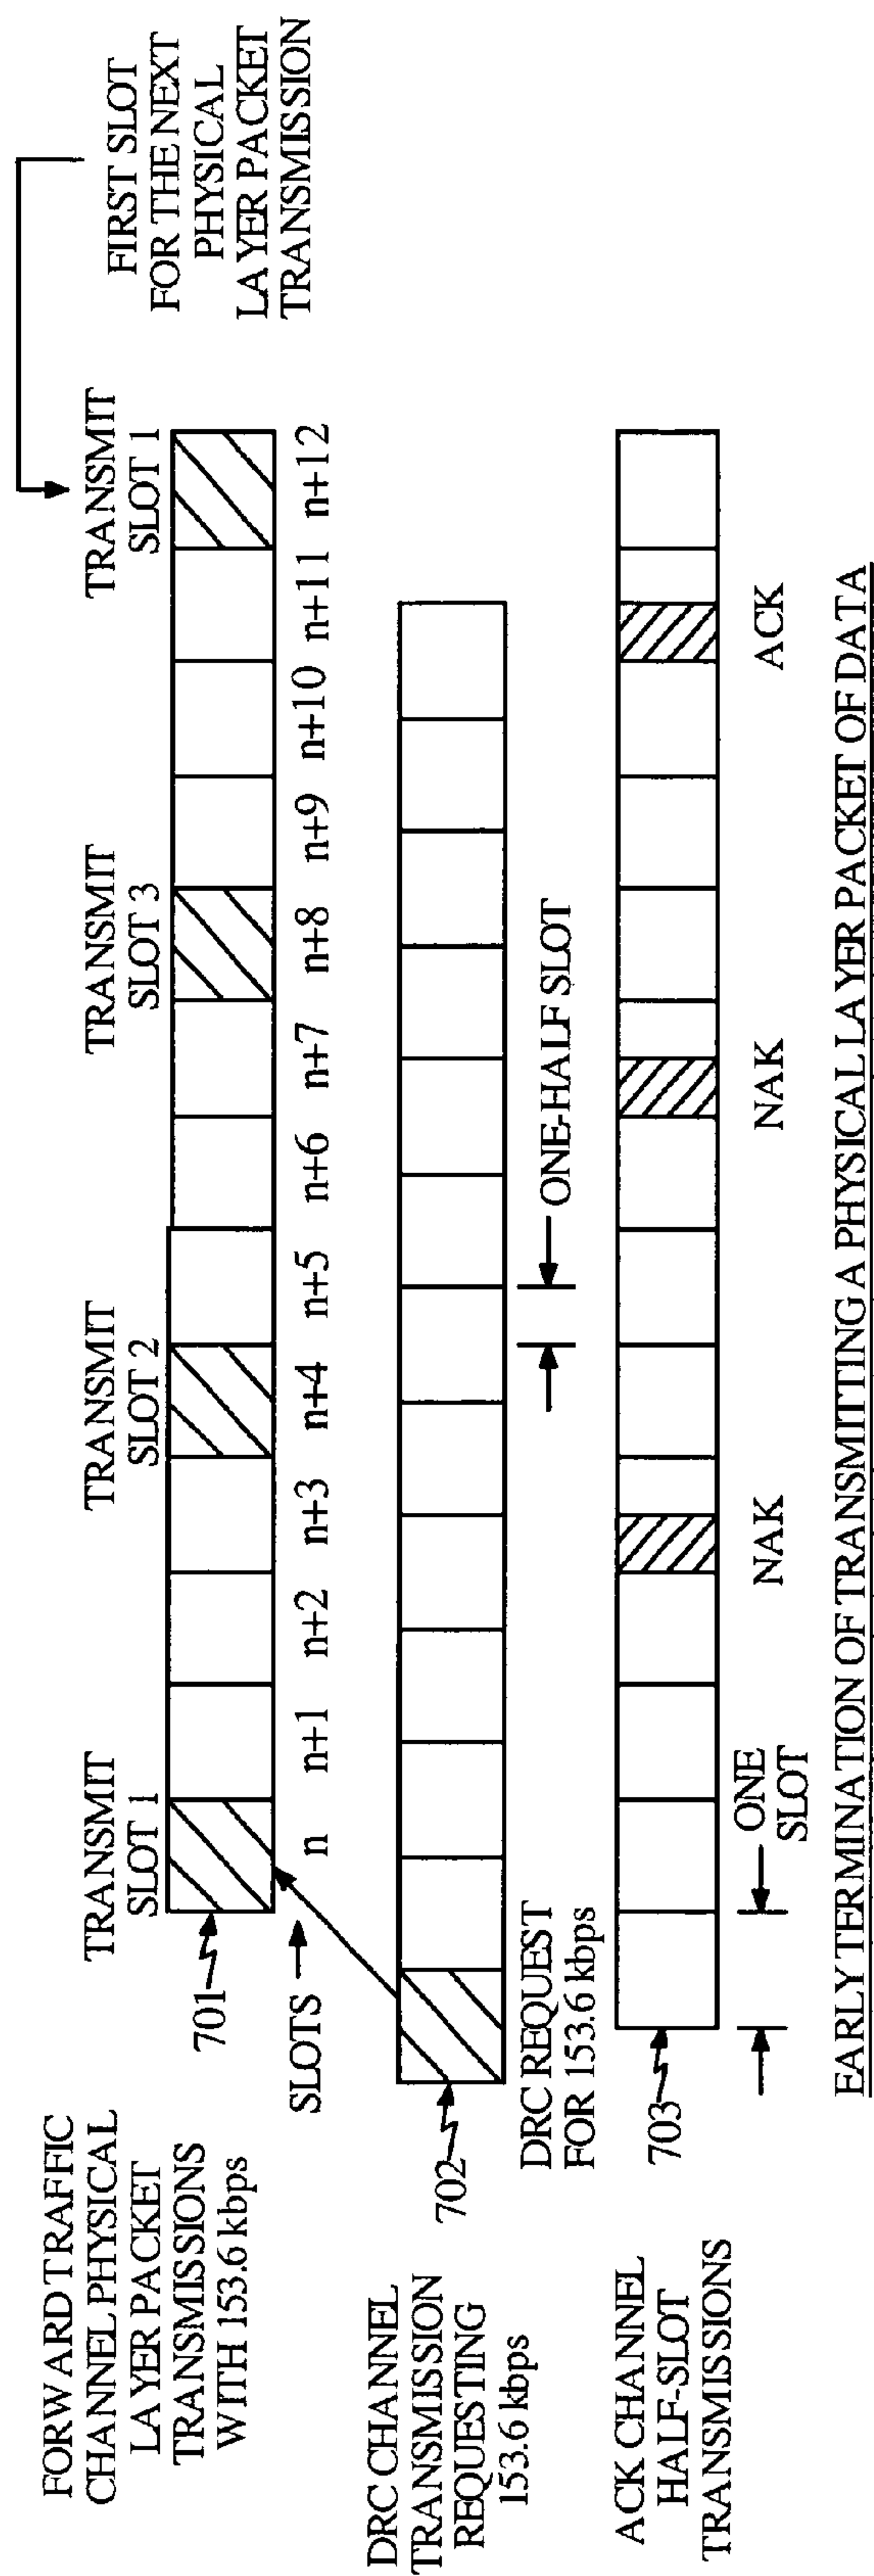 FORWARD TRAFFIC
CHANNEL PHYSICAL
LAYER PACKET
TRANSMISSIONS
WITH 153.6 kbps
701
TRANSMIT
SLOT 1
TRANSMIT
SLOT 2
TRANSMIT
SLOT 3
TRANSMIT
SLOT 1
FIRST SLOT
FOR THE NEXT
PHYSICAL
LAYER PACKET
TRANSMISSION
SLOTS
n n+1 n+2 n+3 n+4 n+5 n+6 n+7 n+8 n+9 n+10 n+11 n+12
DRC CHANNEL
TRANSMISSION
REQUESTING
153.6 kbps
702
DRC REQUEST
FOR 153.6 kbps
ONE-HALF SLOT
ACK CHANNEL
HALF-SLOT
TRANSMISSIONS
703
ONE
SLOT
NAK
NAK
ACK
EARLY TERMINATION OF TRANSMITTING A PHYSICAL LAYER PACKET OF DATA